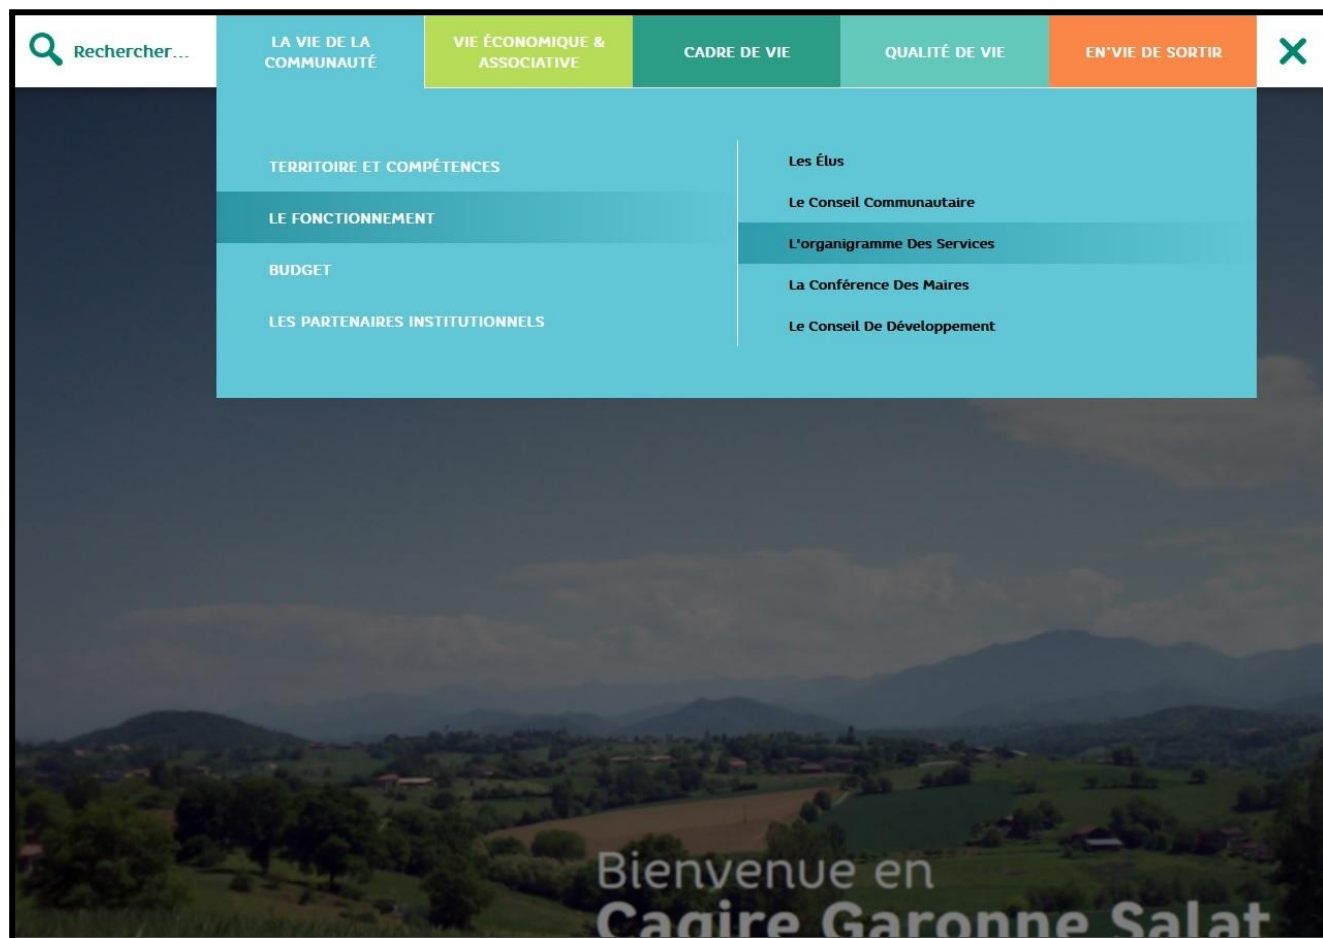 Rechercher...
LA VIE DE LA
COMMUNAUTÉ
VIE ÉCONOMIQUE &
ASSOCIATIVE
CADRE DE VIE
QUALITÉ DE VIE
EN'VIE DE SORTIR
TERRITOIRE ET COMPÉTENCES
LE FONCTIONNEMENT
BUDGET
LES PARTENAIRES INSTITUTIONNELS
Les Élus
Le Conseil Communautaire
L'organigramme Des Services
La Conférence Des Maires
Le Conseil De Développement
Bienvenue en
Cagire Garonne Salat